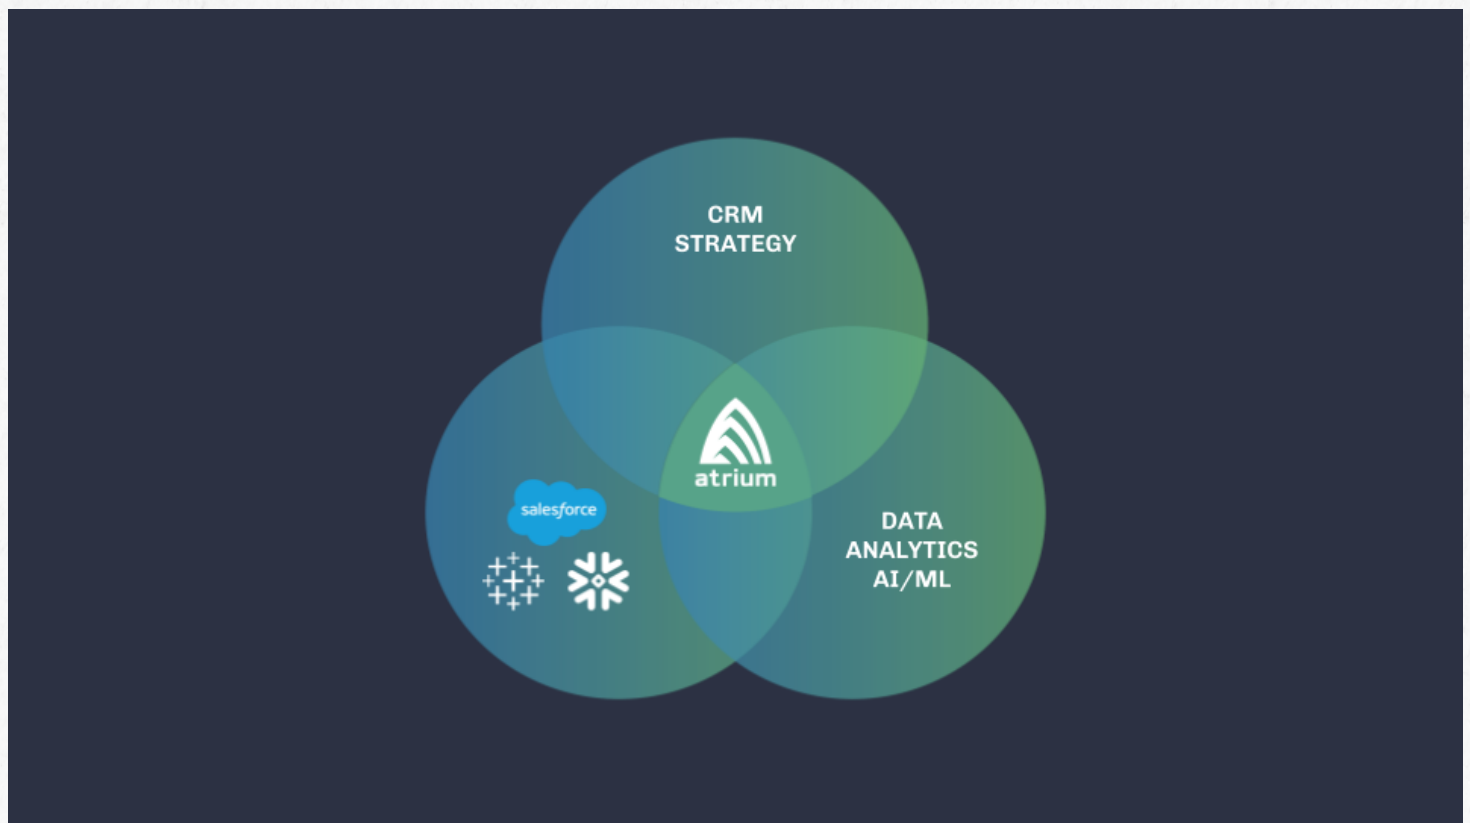 CRM
STRATEGY
atrium
salesforce
DATA
ANALYTICS
AI/ML